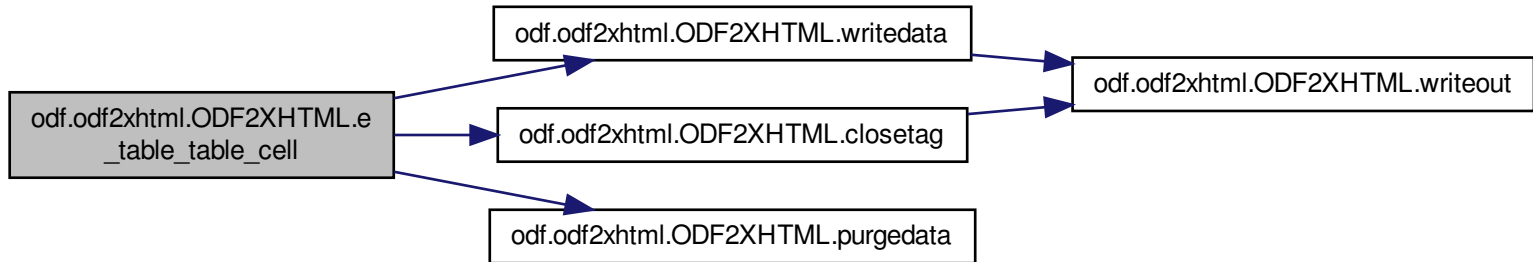 odf.odf2xhtml.ODF2XHTML.e
_table_table_cell
odf.odf2xhtml.ODF2XHTML.writedata
odf.odf2xhtml.ODF2XHTML.closetag
odf.odf2xhtml.ODF2XHTML.purgedata
odf.odf2xhtml.ODF2XHTML.writeout